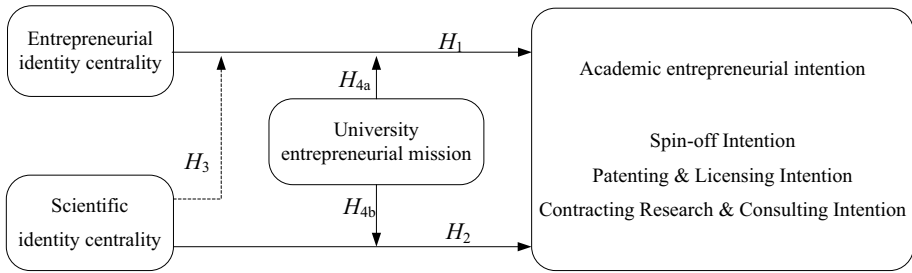 Entrepreneurial
identity centrality
H1
Academic entrepreneurial intention
H4a
University
entrepreneurial mission
Spin-off Intention
H3
Patenting & Licensing Intention
Scientific
identity centrality
H4b
Contracting Research & Consulting Intention
H2